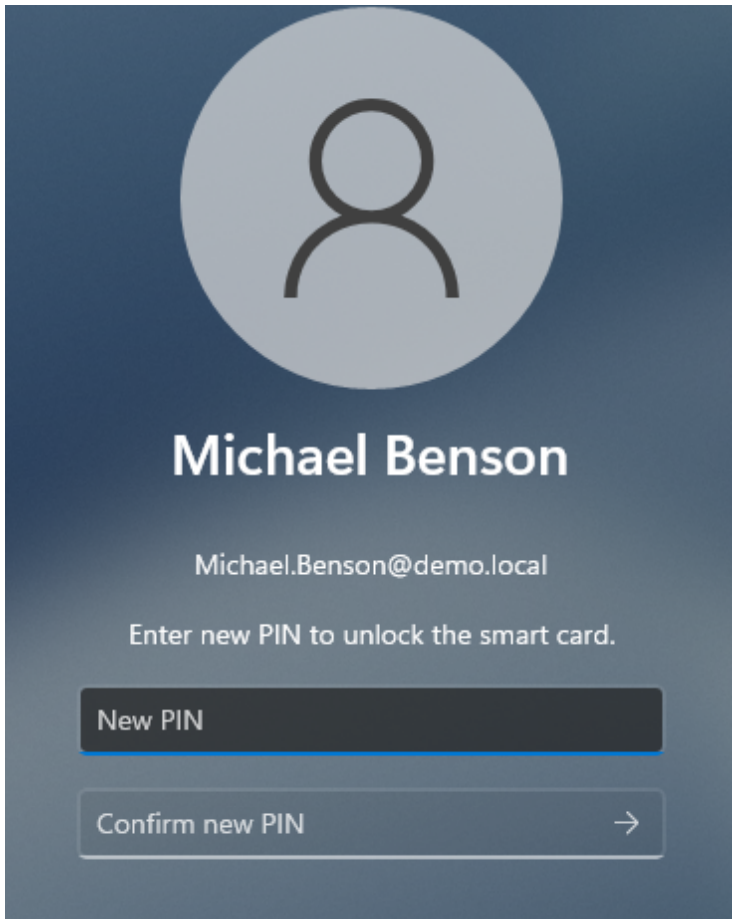 Michael Benson
Michael.Benson@demo.local
Enter new PIN to unlock the smart card.
New PIN
Confirm new PIN